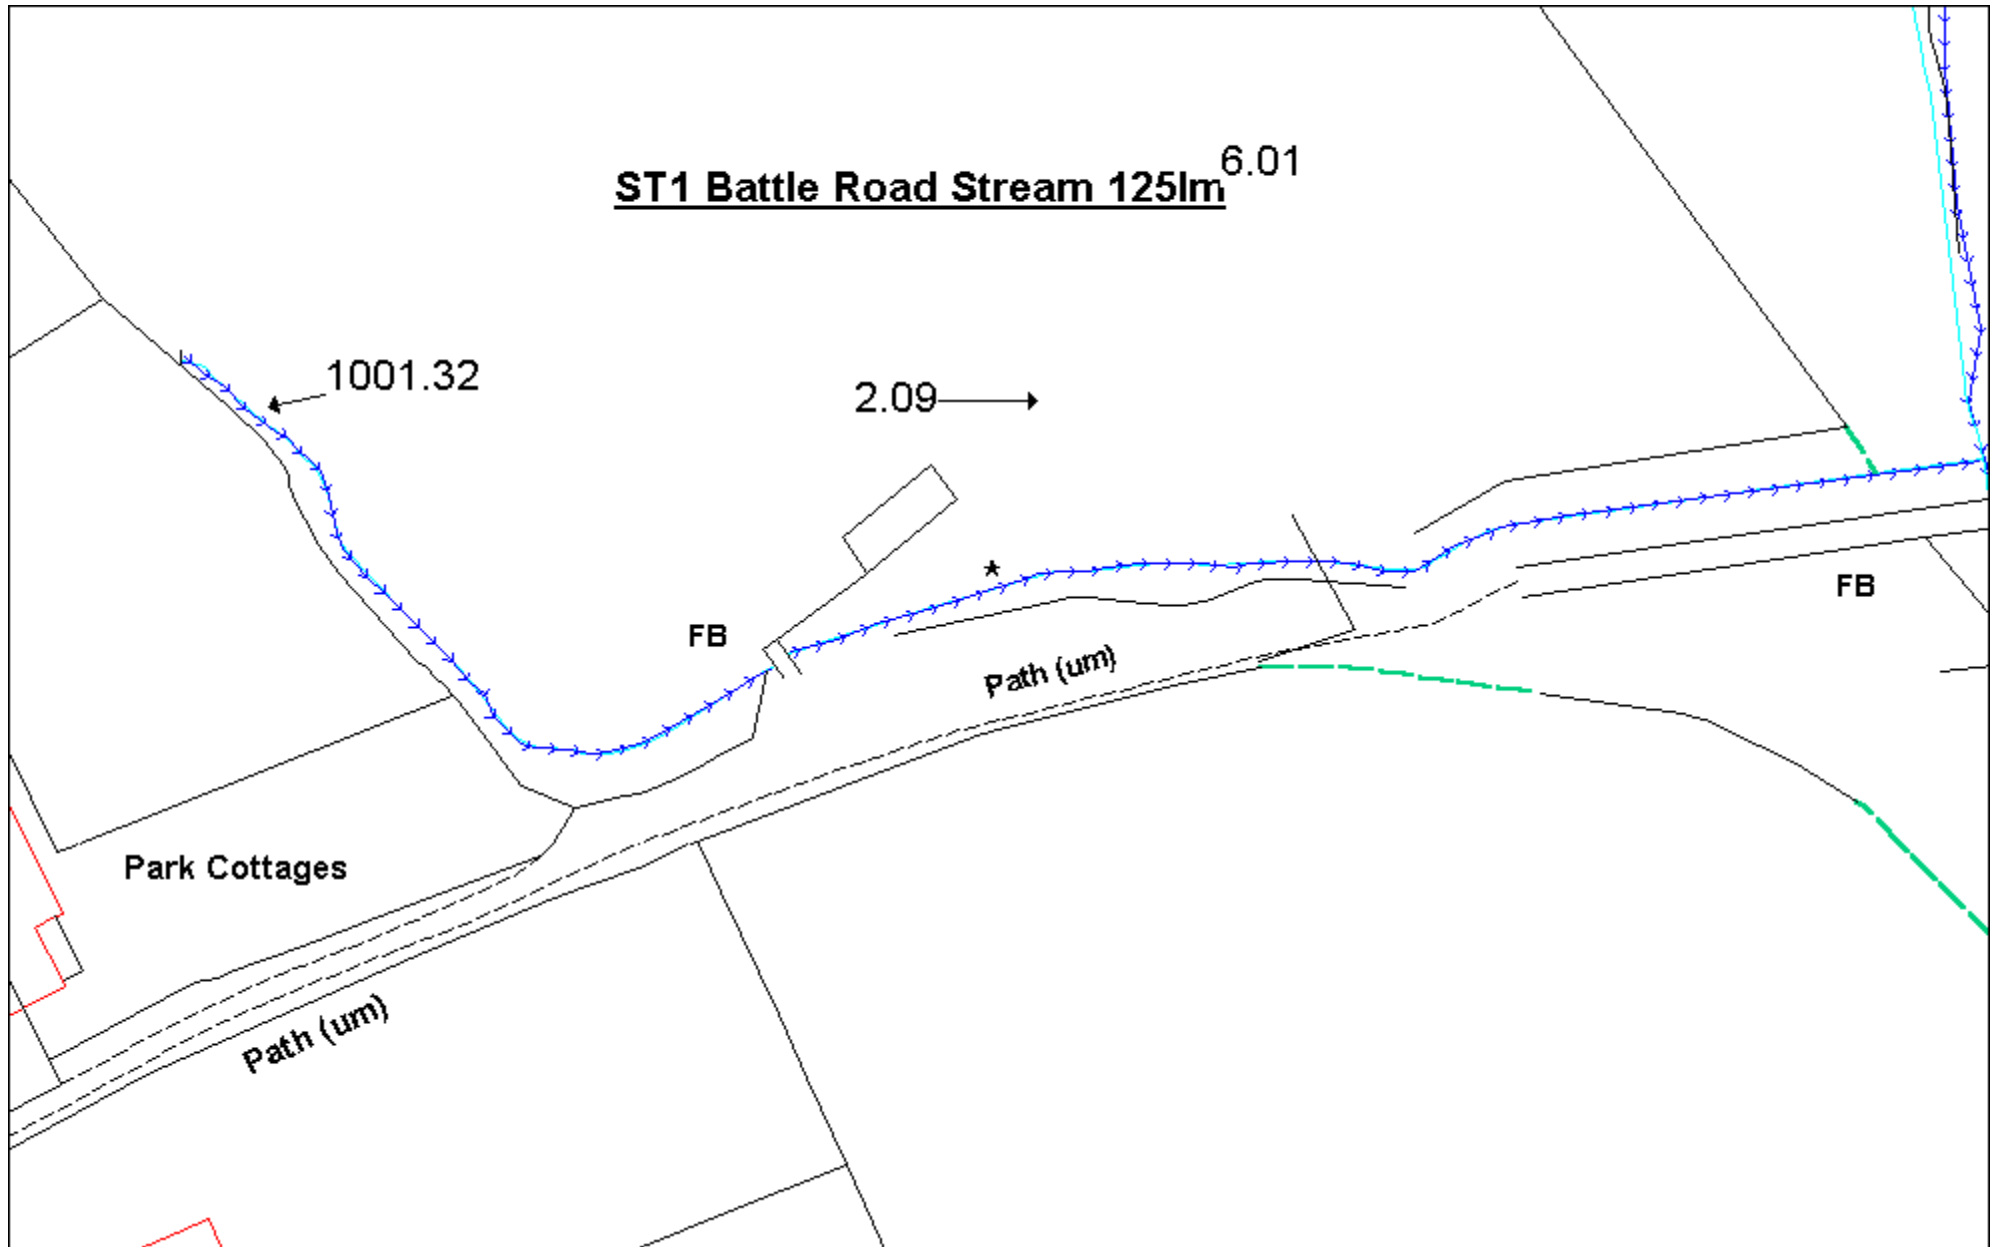 6.01
ST1 Battle Road Stream 125lm
1001.32
2.09
FB
FB
Path (um)
Park Cottages
Path (um)